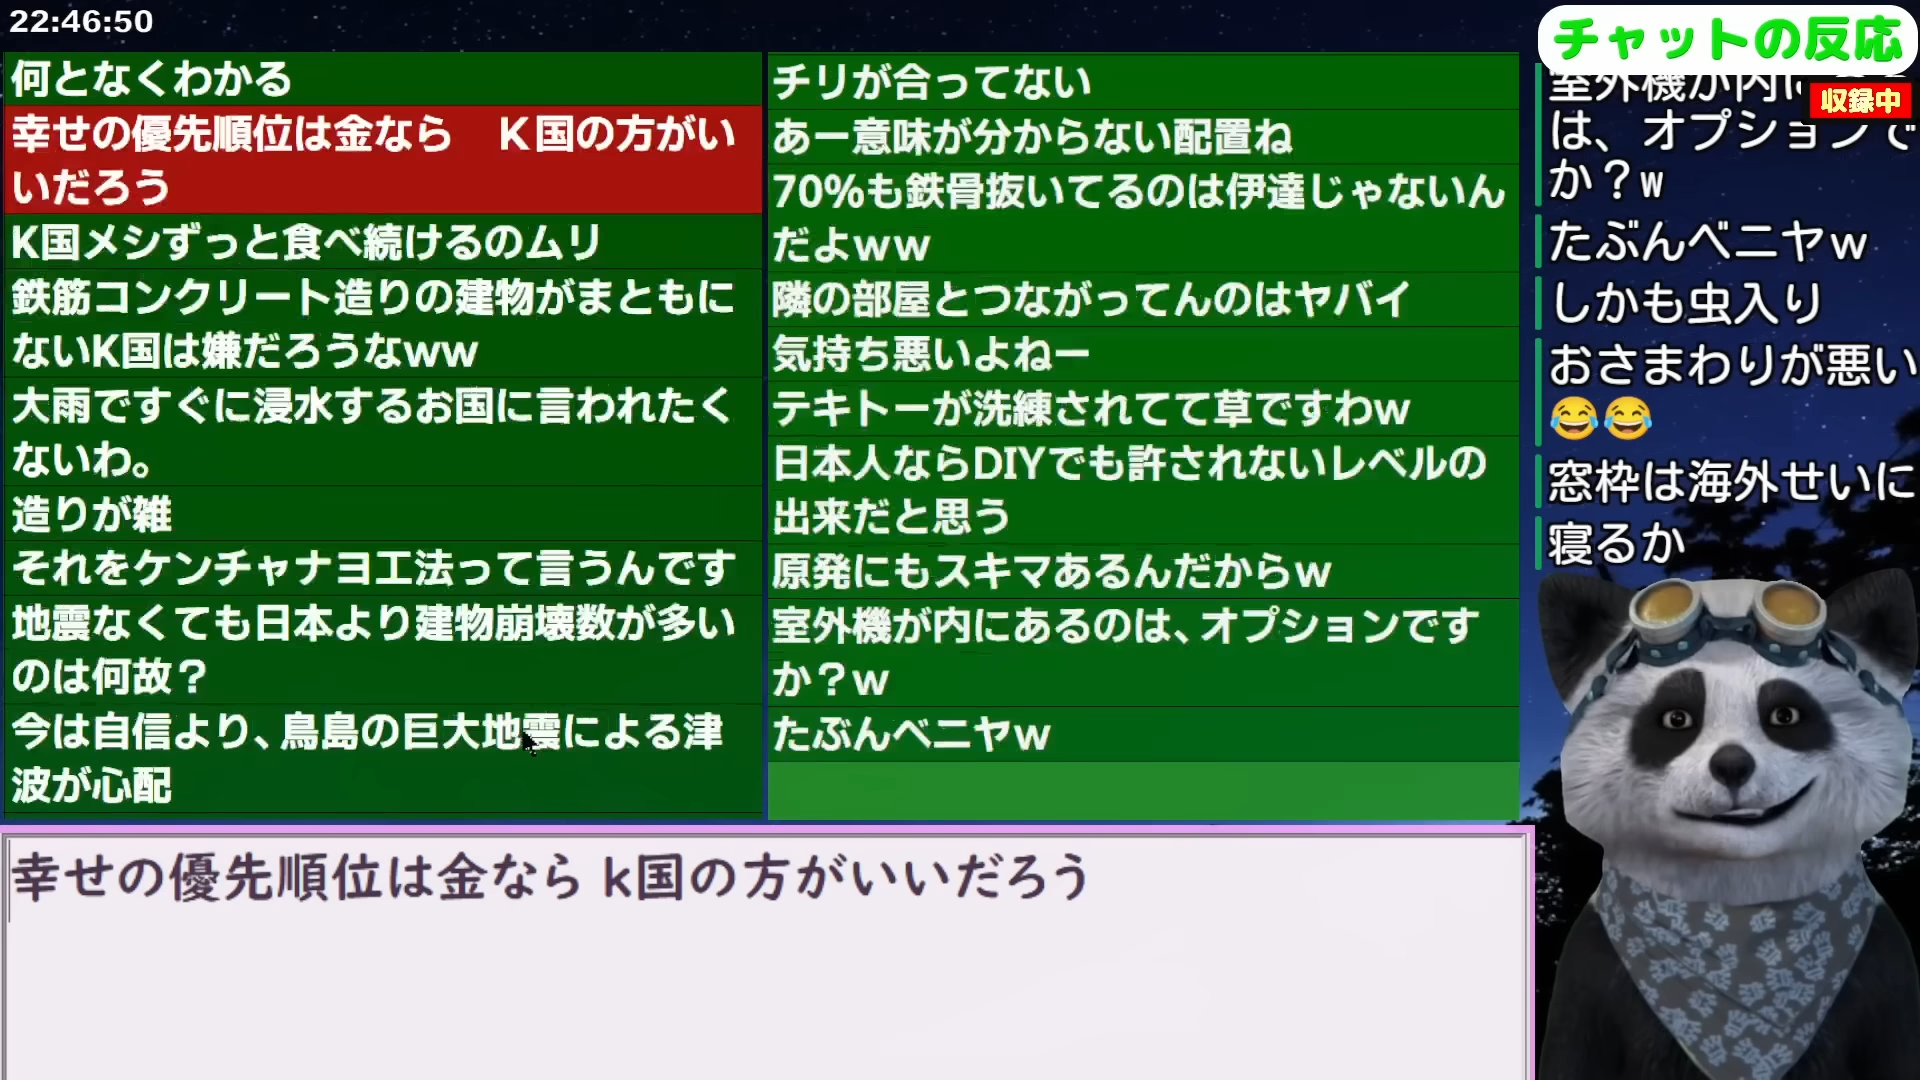 22:46:50
何となくわかる
幸せの優先順位は金なら　K国の方がい
いだろう
K国メシずっと食べ続けるのムリ
鉄筋コンクリート造りの建物がまともに
ないK国は嫌だろうなww
大雨ですぐに浸水するお国に言われたく
ないわ。
造りが雑
それをケンチャナヨ工法って言うんです
地震なくても日本より建物崩壊数が多い
のは何故？
今は自信より、鳥島の巨大地震による津
波が心配
チリが合ってない
あー意味が分からない配置ね
70%も鉄骨抜いてるのは伊達じゃないん
だよww
隣の部屋とつながってんのはヤバイ
気持ち悪いよねー
テキトーが洗練されてて草ですわw
日本人ならDIYでも許されないレベルの
出来だと思う
原発にもスキマあるんだからw
室外機が内にあるのは、オプションです
か？w
たぶんベニヤw
チャットの反応
収録中
室外機が内に
は、オプションで
か？w
たぶんベニヤw
しかも虫入り
おさまわりが悪い
😂😂
窓枠は海外せいに
寝るか
幸せの優先順位は金なら k国の方がいいだろう